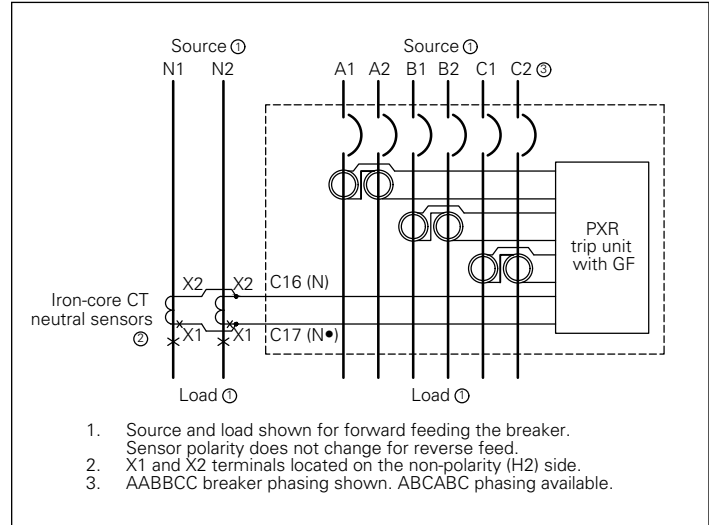 Source ①
Source ①
N1 N2
A1 A2 B1 B2 C1 C2 ③
PXR
trip unit
with GF
X2 X2 C16 (N)
Iron-core CT
neutral sensors
②
X1 X1 C17 (N●)
Load ①
Load ①
1. Source and load shown for forward feeding the breaker.
Sensor polarity does not change for reverse feed.
2. X1 and X2 terminals located on the non-polarity (H2) side.
3. AABBCC breaker phasing shown. ABCABC phasing available.